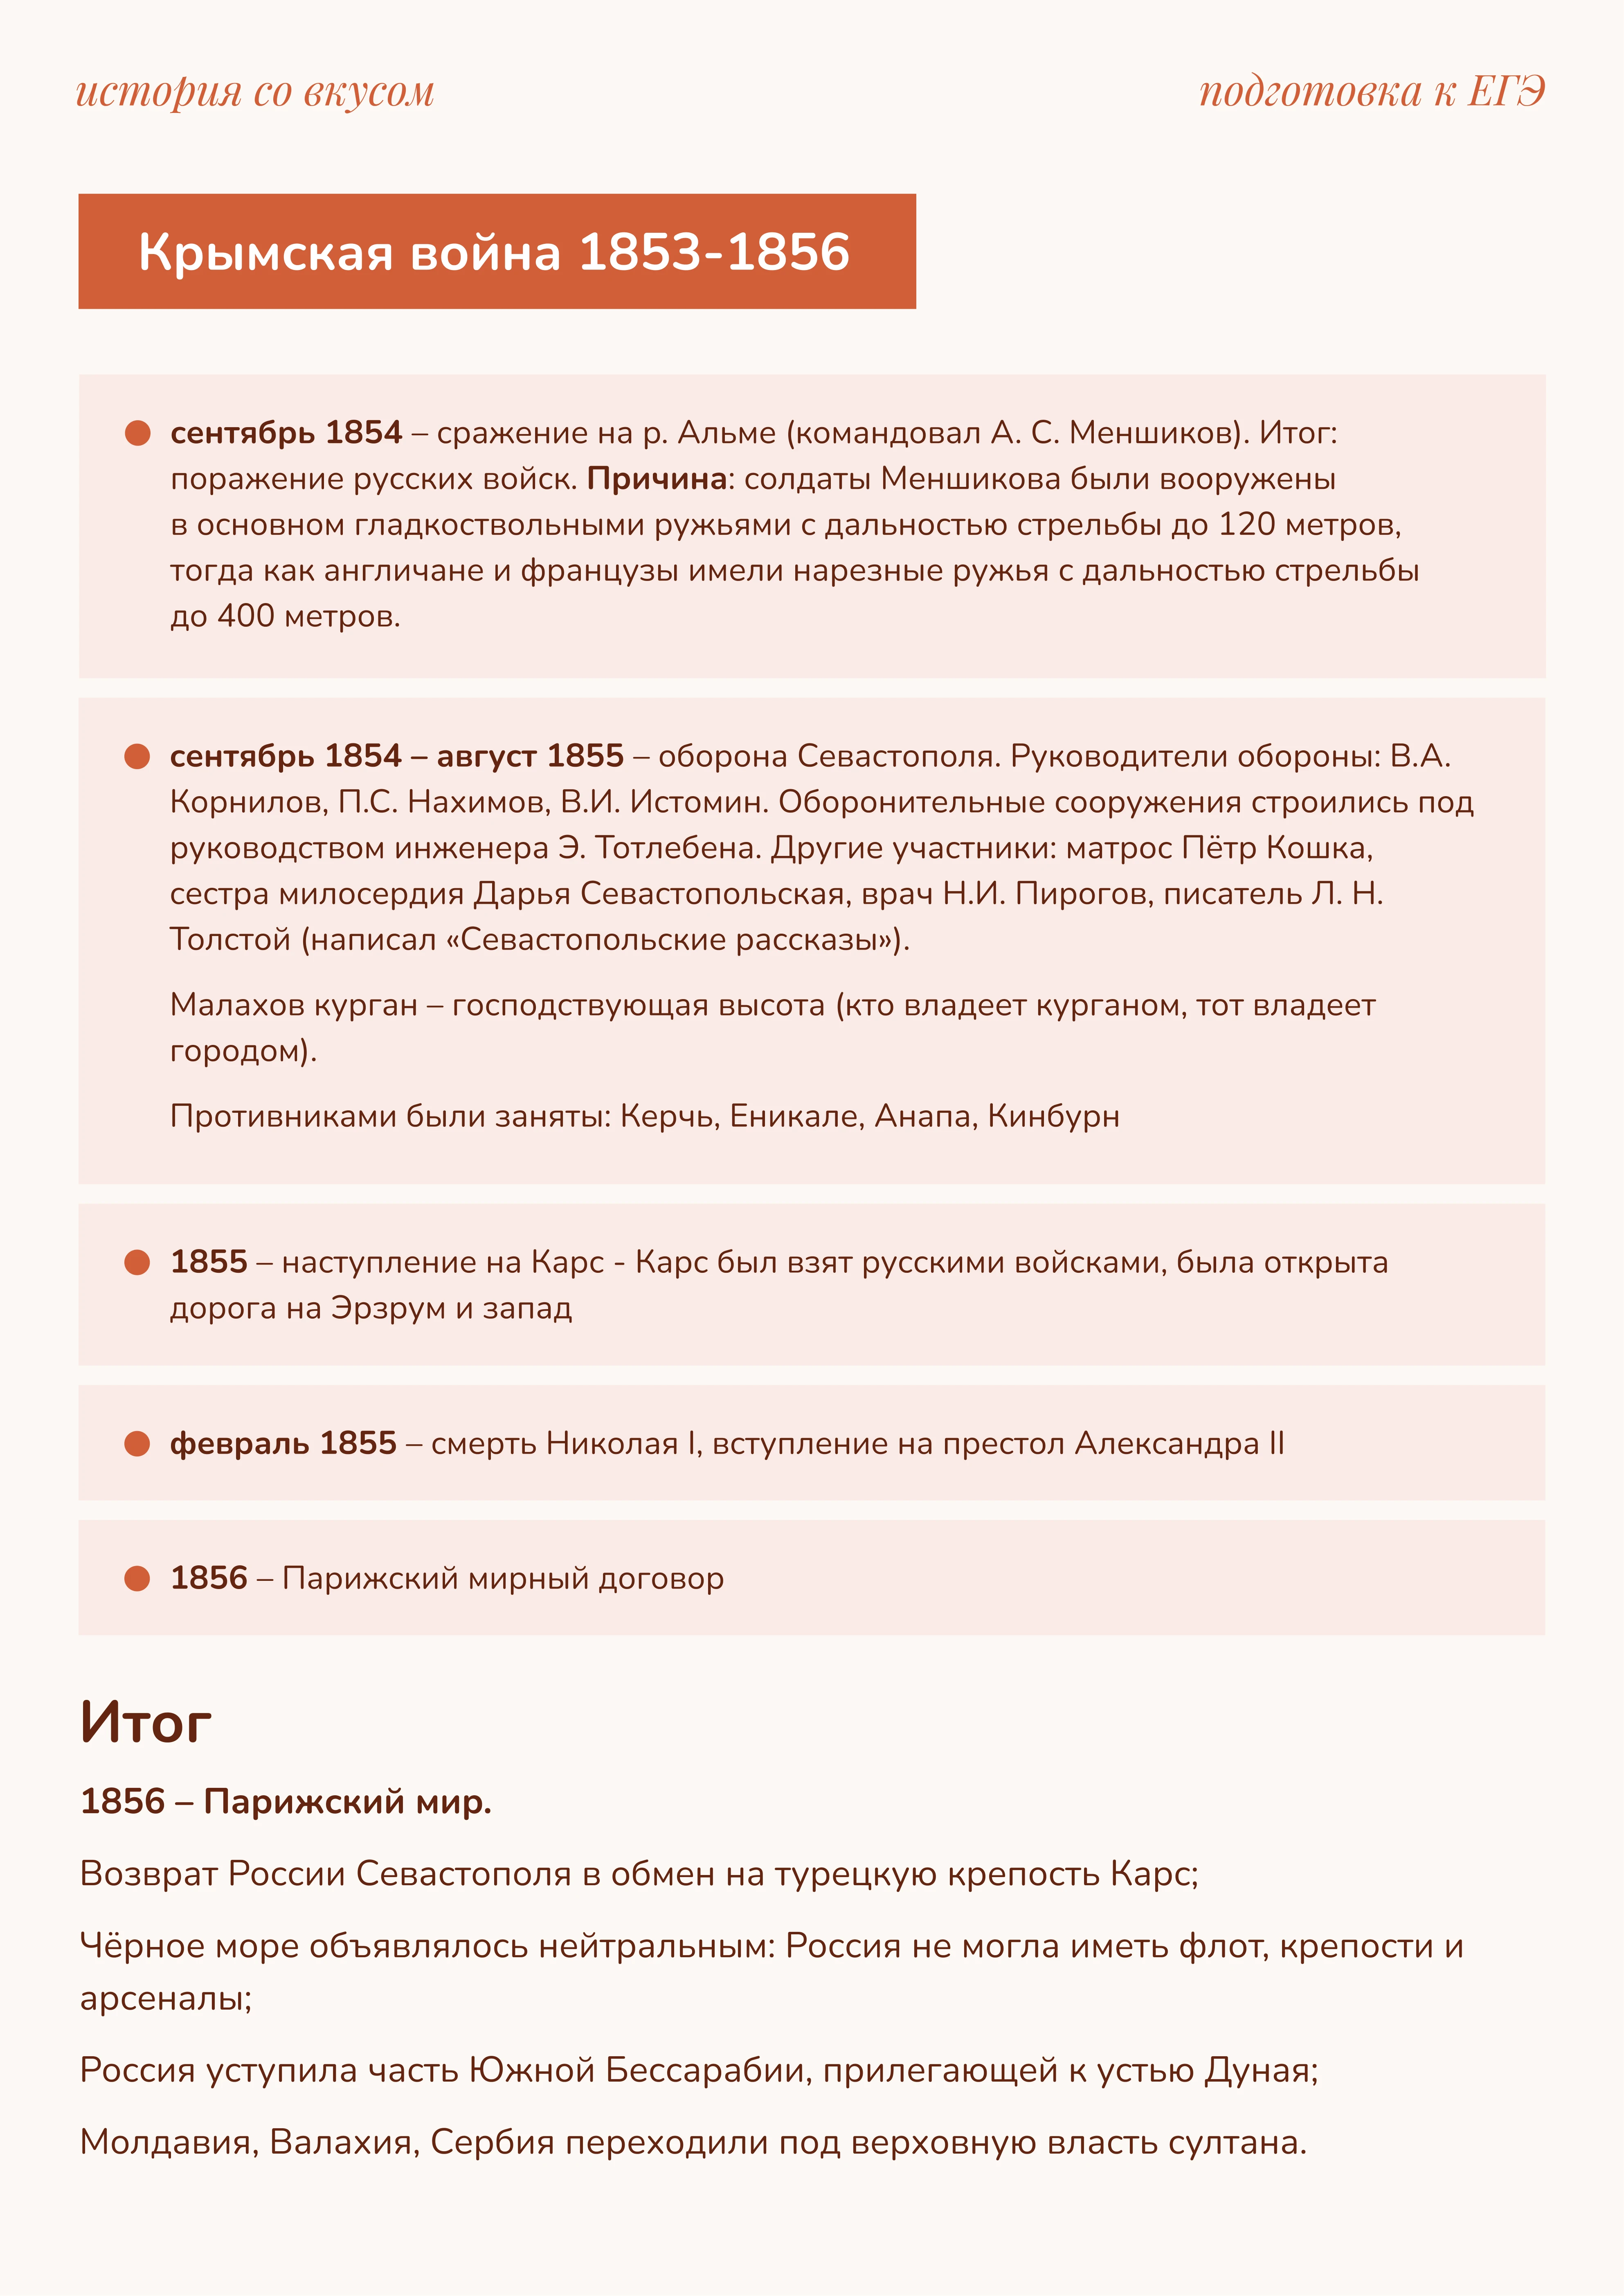 история со вкусом
подготовка к ЕГЭ
Крымская война 1853-1856
сентябрь 1854 – сражение на р. Альме (командовал А. С. Меншиков). Итог:
поражение русских войск. Причина: солдаты Меншикова были вооружены
в основном гладкоствольными ружьями с дальностью стрельбы до 120 метров,
тогда как англичане и французы имели нарезные ружья с дальностью стрельбы
до 400 метров.
сентябрь 1854 – август 1855 – оборона Севастополя. Руководители обороны: В.А.
Корнилов, П.С. Нахимов, В.И. Истомин. Оборонительные сооружения строились под
руководством инженера Э. Тотлебена. Другие участники: матрос Пётр Кошка,
сестра милосердия Дарья Севастопольская, врач Н.И. Пирогов, писатель Л. Н.
Толстой (написал «Севастопольские рассказы»).
Малахов курган – господствующая высота (кто владеет курганом, тот владеет
городом).
Противниками были заняты: Керчь, Еникале, Анапа, Кинбурн
1855 – наступление на Карс - Карс был взят русскими войсками, была открыта
дорога на Эрзрум и запад
февраль 1855 – смерть Николая I, вступление на престол Александра II
1856 – Парижский мирный договор
Итог
1856 – Парижский мир.
Возврат России Севастополя в обмен на турецкую крепость Карс;
Чёрное море объявлялось нейтральным: Россия не могла иметь флот, крепости и
арсеналы;
Россия уступила часть Южной Бессарабии, прилегающей к устью Дуная;
Молдавия, Валахия, Сербия переходили под верховную власть султана.